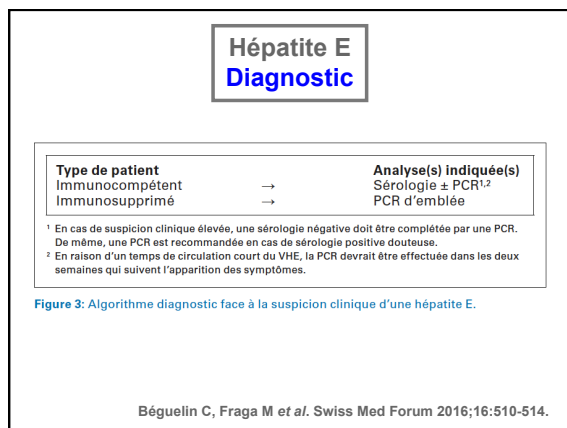 Hépatite E
Diagnostic
Type de patient Analyse(s) indiquée(s)
Immunocompétent → Sérologie ± PCR¹,²
Immunosupprimé → PCR d’emblée
¹ En cas de suspicion clinique élevée, une sérologie négative doit être complétée par une PCR.
De même, une PCR est recommandée en cas de sérologie positive douteuse.
² En raison d’un temps de circulation court du VHE, la PCR devrait être effectuée dans les deux
semaines qui suivent l’apparition des symptômes.
Figure 3: Algorithme diagnostic face à la suspicion clinique d’une hépatite E.
Béguelin C, Fraga M et al. Swiss Med Forum 2016;16:510-514.